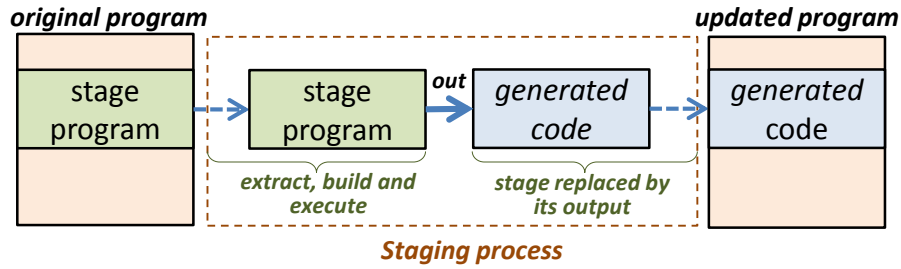 original program
updated program
stage
program
stage
program
out
generated
code
generated
code
extract, build and
execute
stage replaced by
its output
Staging process